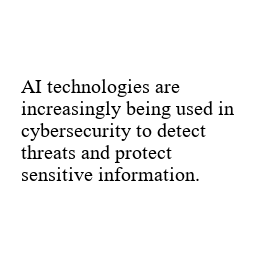 AI technologies are
increasingly being used in
cybersecurity to detect
threats and protect
sensitive information.